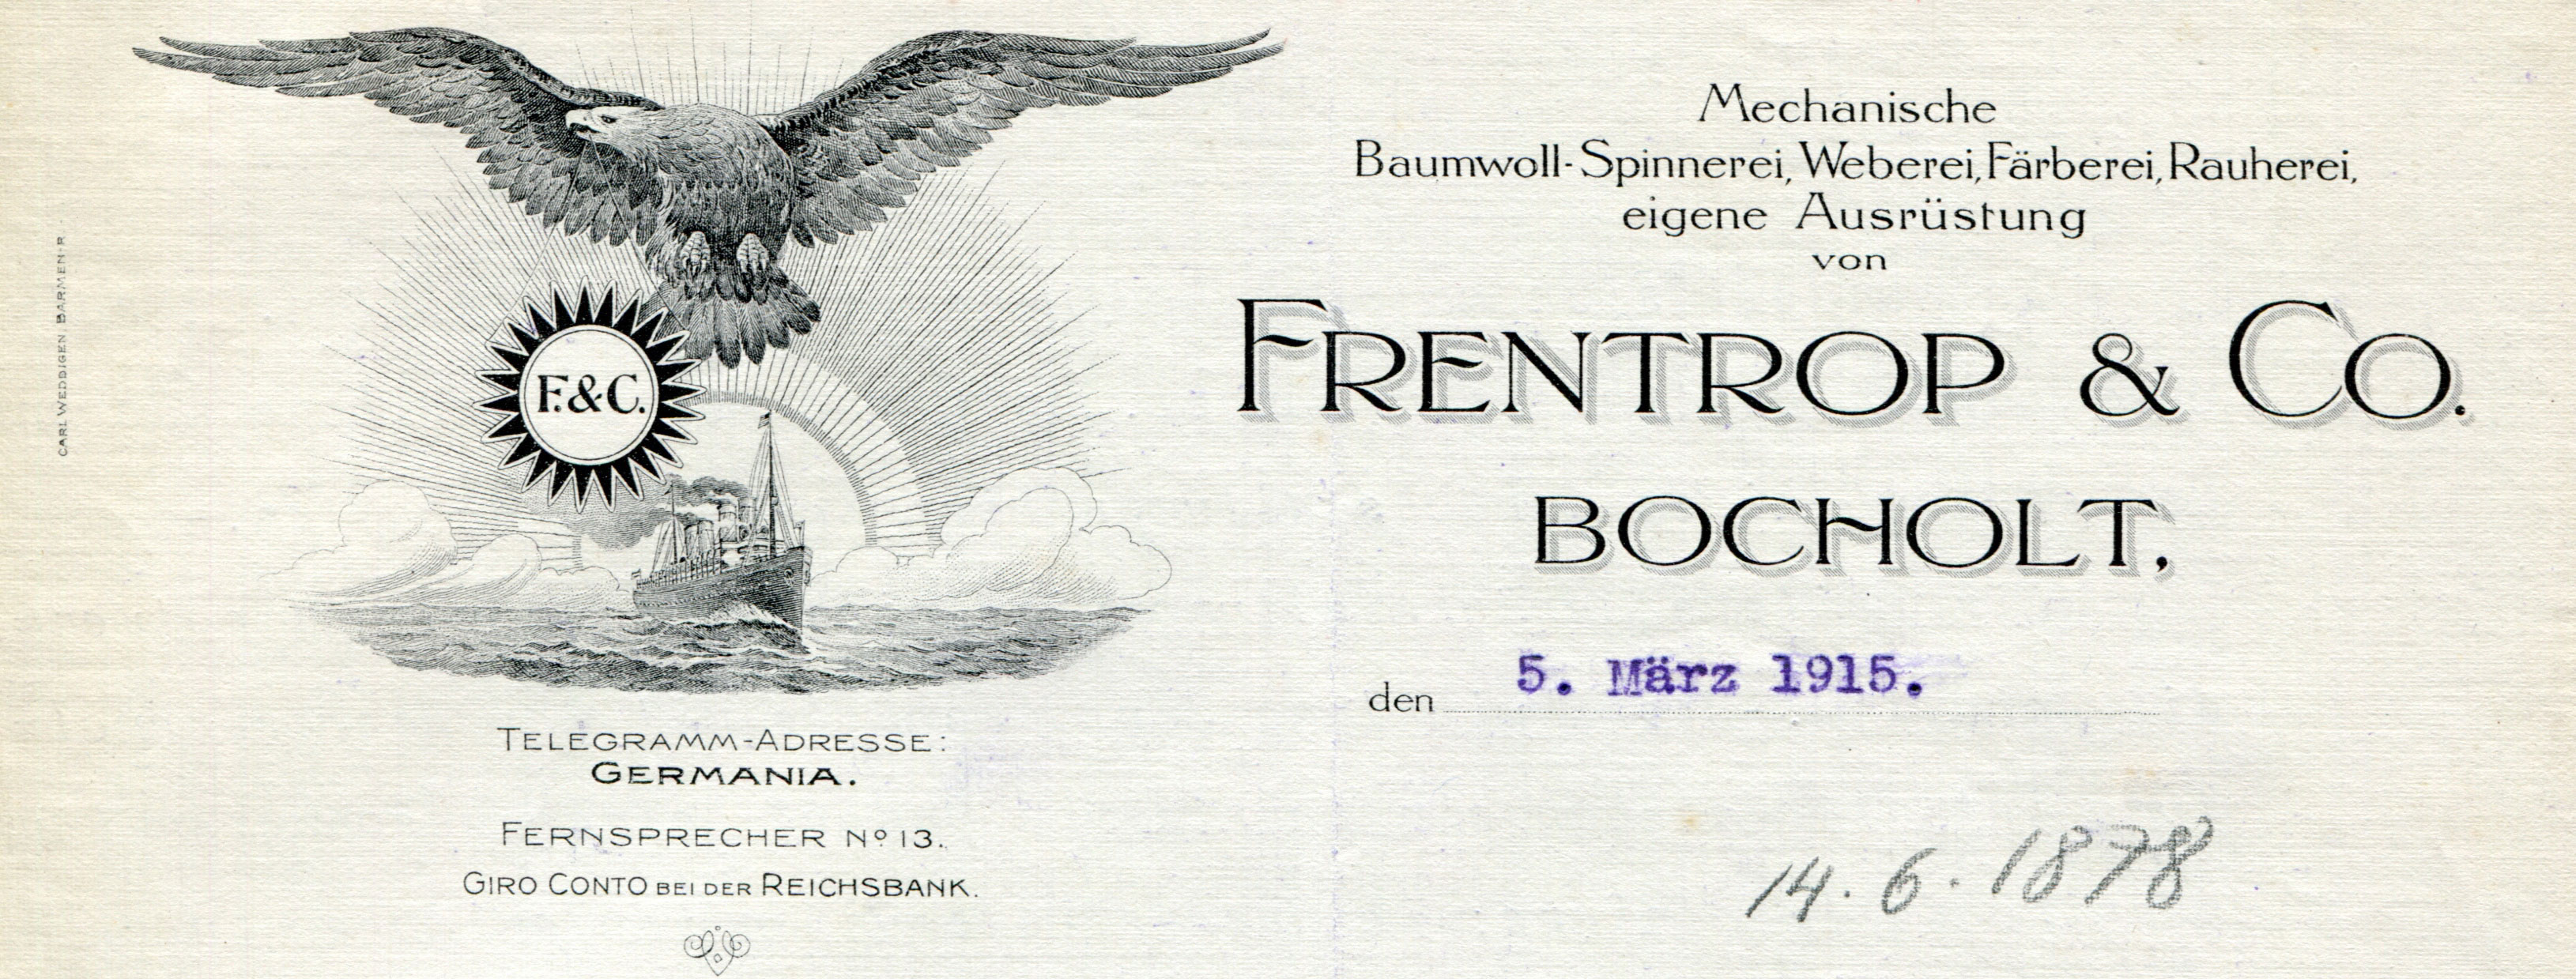 CARL WEDDIGEN BARMEN-R
F.&C.
TELEGRAMM-ADRESSE:
GERMANIA.
FERNSPRECHER Nº 13.
GIRO CONTO BEI DER REICHSBANK.
Mechanische
Baumwoll-Spinnerei, Weberei, Färberei, Rauherei,
eigene Ausrüstung
von
FRENTROP & CO.
BOCHOLT,
den 5. März 1915.
14. 6. 1878